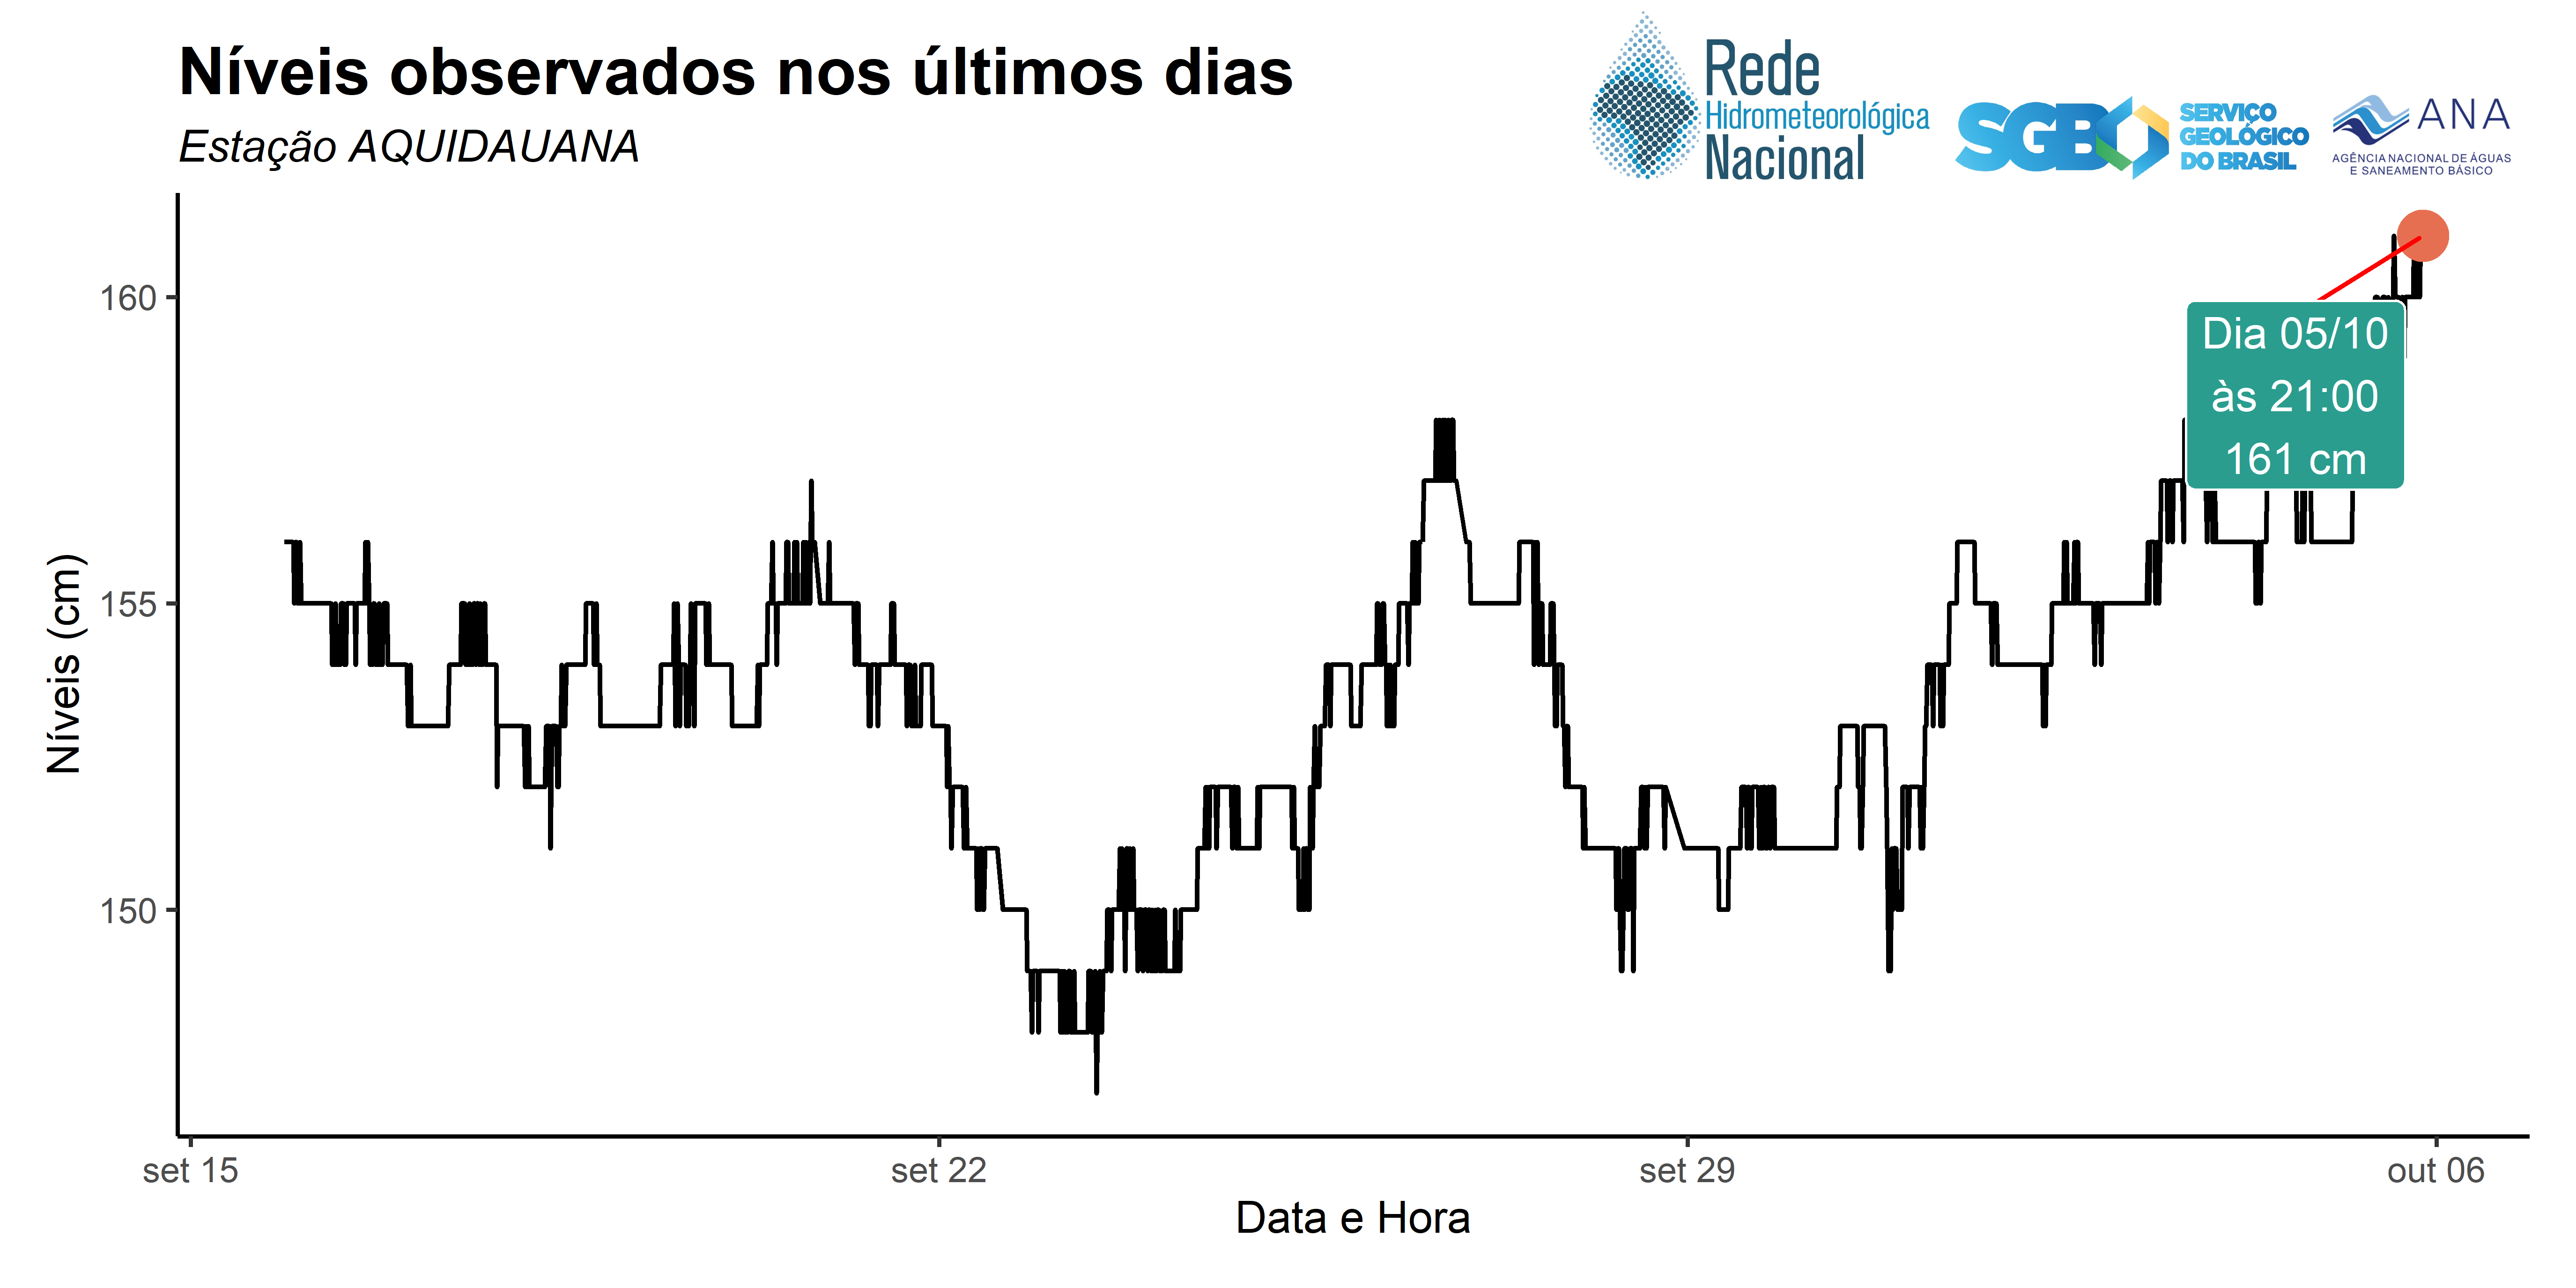 Níveis observados nos últimos dias
Estação AQUIDAUANA
Rede
Hidrometeorológica
Nacional
SGB
SERVIÇO
GEOLÓGICO
DO BRASIL
ANA
AGÊNCIA NACIONAL DE ÁGUAS
E SANEAMENTO BÁSICO
Níveis (cm)
160
155
150
Dia 05/10
às 21:00
161 cm
set 15
set 22
set 29
out 06
Data e Hora